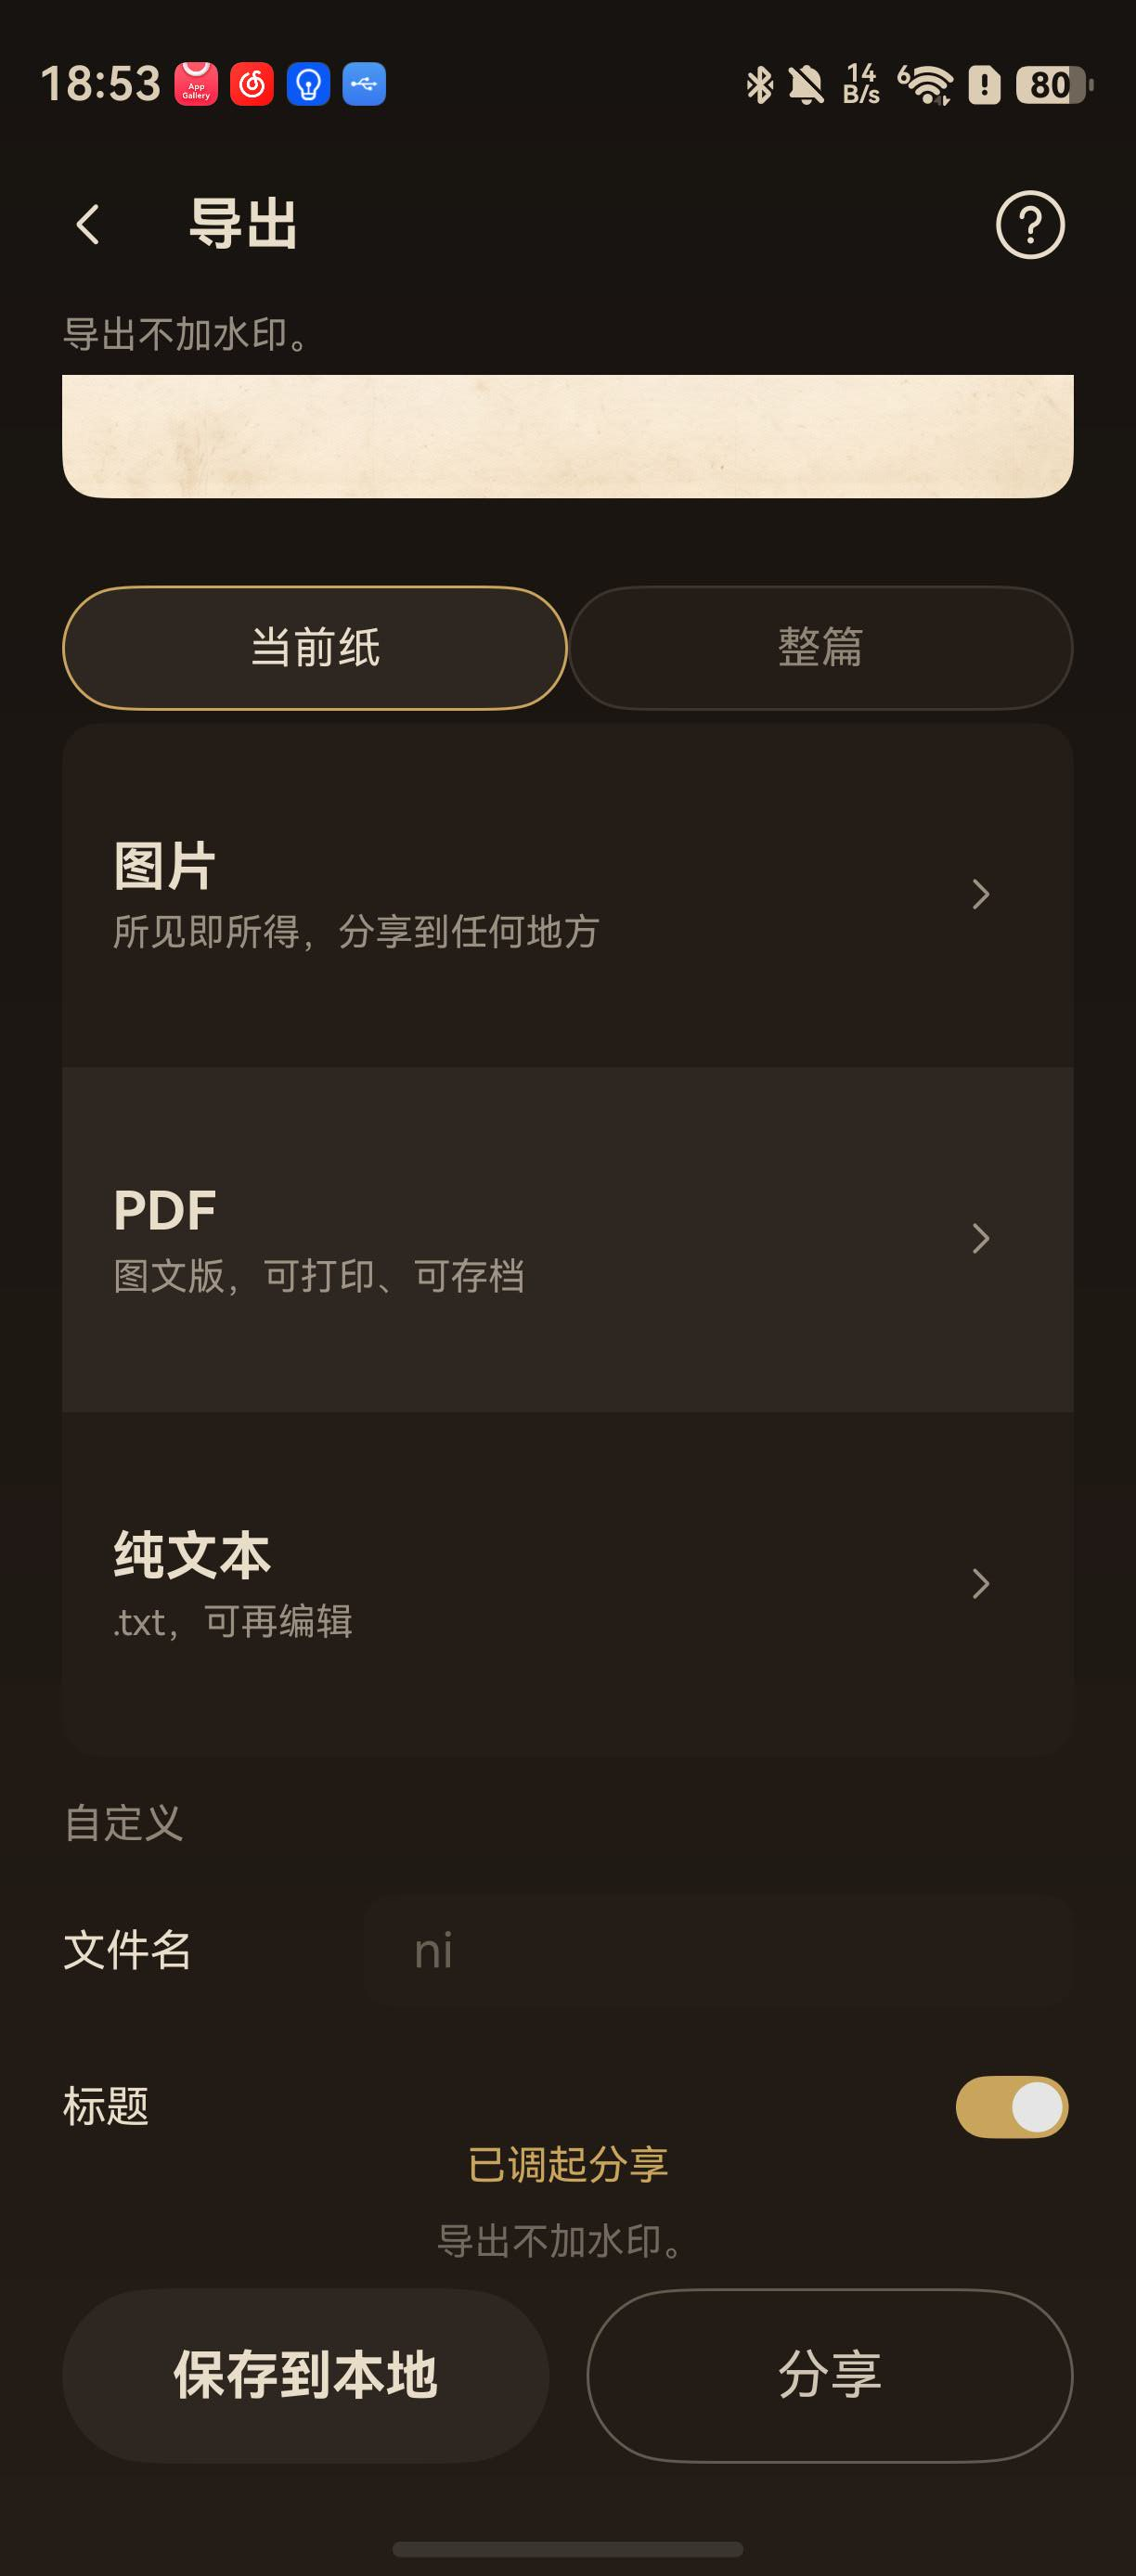 18:53
App
Gallery
14
B/s
6
80
导出
导出不加水印。
当前纸
整篇
图片
所见即所得，分享到任何地方
PDF
图文版，可打印、可存档
纯文本
.txt，可再编辑
自定义
文件名
ni
标题
已调起分享
导出不加水印。
保存到本地
分享